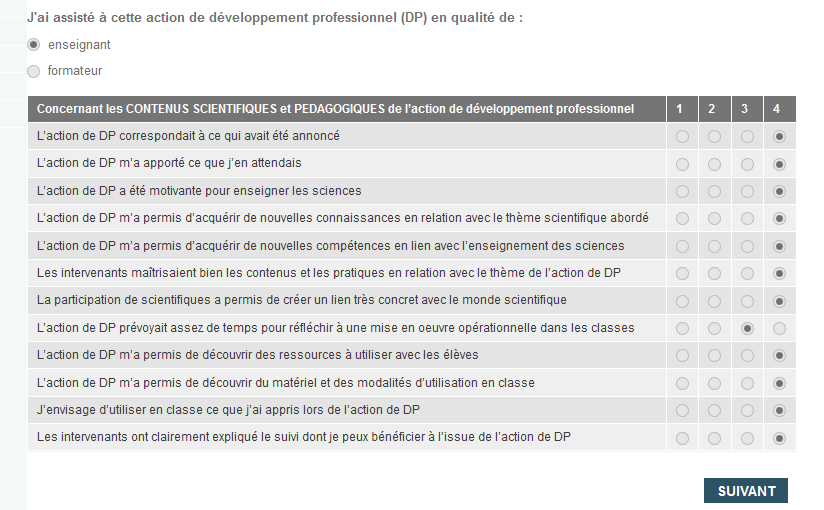 J'ai assisté à cette action de développement professionnel (DP) en qualité de :
enseignant
formateur
Concernant les CONTENUS SCIENTIFIQUES et PEDAGOGIQUES de l'action de développement professionnel 1 2 3 4
L'action de DP correspondait à ce qui avait été annoncé
L'action de DP m'a apporté ce que j'en attendais
L'action de DP a été motivante pour enseigner les sciences
L'action de DP m'a permis d'acquérir de nouvelles connaissances en relation avec le thème scientifique abordé
L'action de DP m'a permis d'acquérir de nouvelles compétences en lien avec l'enseignement des sciences
Les intervenants maîtrisaient bien les contenus et les pratiques en relation avec le thème de l'action de DP
La participation de scientifiques a permis de créer un lien très concret avec le monde scientifique
L'action de DP prévoyait assez de temps pour réfléchir à une mise en oeuvre opérationnelle dans les classes
L'action de DP m'a permis de découvrir des ressources à utiliser avec les élèves
L'action de DP m'a permis de découvrir du matériel et des modalités d'utilisation en classe
J'envisage d'utiliser en classe ce que j'ai appris lors de l'action de DP
Les intervenants ont clairement expliqué le suivi dont je peux bénéficier à l'issue de l'action de DP
SUIVANT